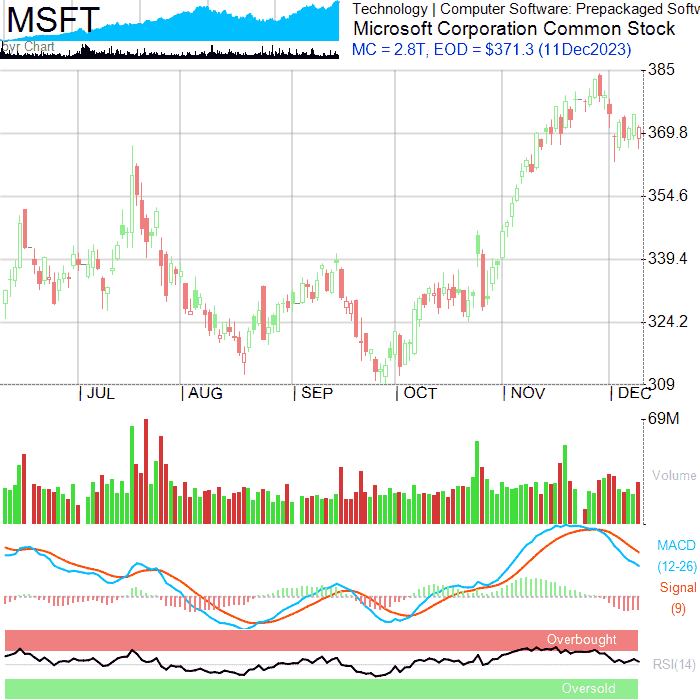 MSFT
Technology | Computer Software: Prepackaged Softw
Microsoft Corporation Common Stock
MC = 2.8T, EOD = $371.3 (11Dec2023)
Chart
385
369.8
354.6
339.4
324.2
309
JUL AUG SEP OCT NOV DEC
69M
Volume
MACD
(12-26)
Signal
(9)
Overbought
RSI(14)
Oversold